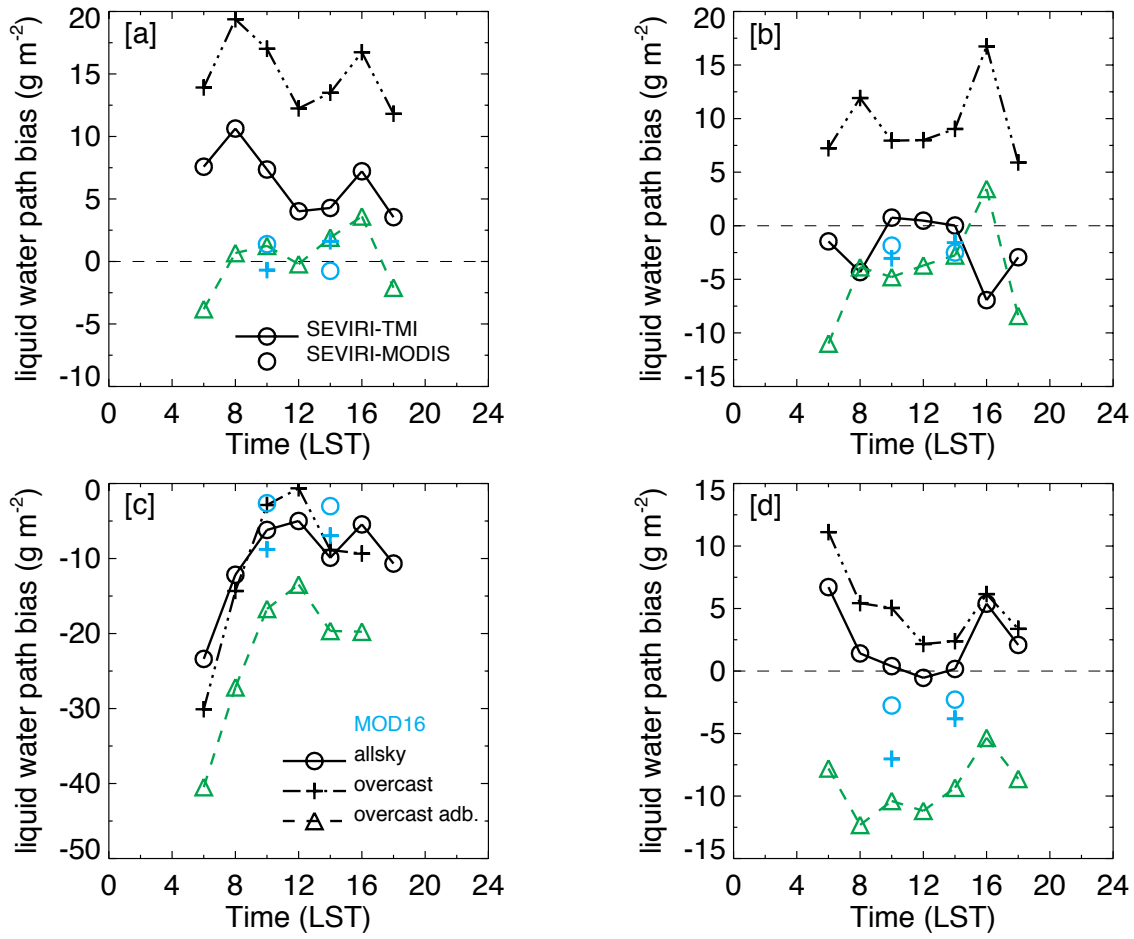 [a]
liquid water path bias (g m-2)
20
15
10
5
0
-5
-10
SEVIRI-TMI
SEVIRI-MODIS
0 4 8 12 16 20 24
Time (LST)
[b]
liquid water path bias (g m-2)
20
15
10
5
0
-5
-10
-15
0 4 8 12 16 20 24
Time (LST)
[c]
liquid water path bias (g m-2)
0
-10
-20
-30
-40
-50
MOD16
allsky
overcast
overcast adb.
0 4 8 12 16 20 24
Time (LST)
[d]
liquid water path bias (g m-2)
15
10
5
0
-5
-10
-15
0 4 8 12 16 20 24
Time (LST)